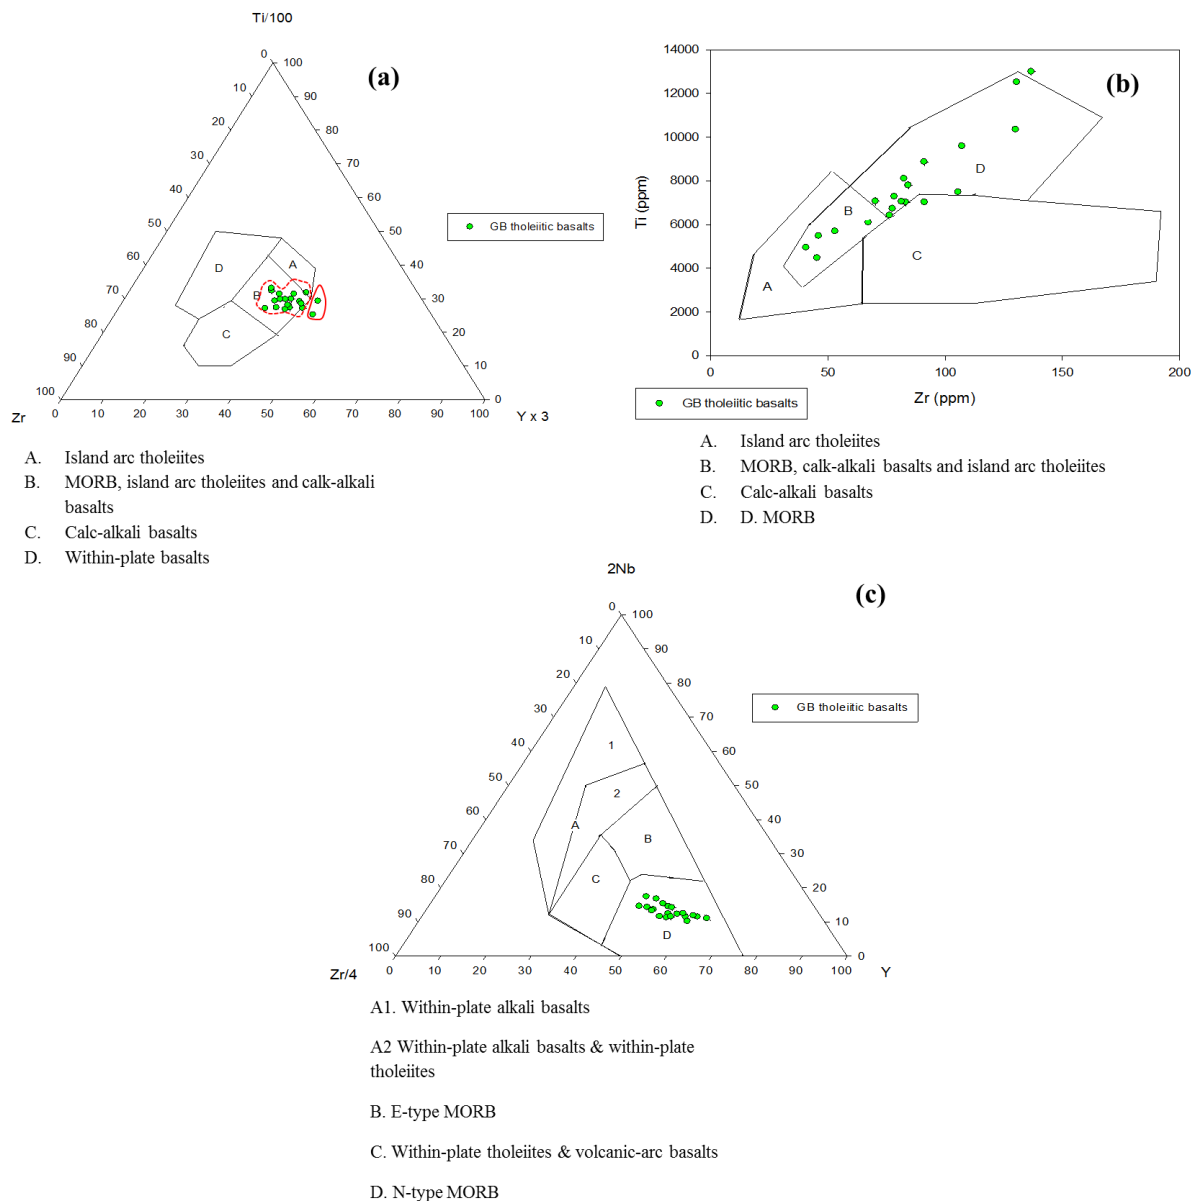 Ti/100
(a)
0
100
10
90
20
80
30
70
40
60
50
50
60
40
70
30
80
20
90
10
100
0
A
B
C
D
0 10 20 30 40 50 60 70 80 90 100
Zr
Y x 3
GB tholeiitic basalts
A. Island arc tholeiites
B. MORB, island arc tholeiites and calk-alkali
basalts
C. Calc-alkali basalts
D. Within-plate basalts
(b)
14000
12000
10000
8000
6000
4000
2000
0
Ti (ppm)
A
B
C
D
0 50 100 150 200
Zr (ppm)
GB tholeiitic basalts
A. Island arc tholeiites
B. MORB, calk-alkali basalts and island arc tholeiites
C. Calc-alkali basalts
D. D. MORB
2Nb
(c)
0
100
10
90
20
80
30
70
40
60
50
50
60
40
70
30
80
20
90
10
100
0
1
2
A
B
C
D
0 10 20 30 40 50 60 70 80 90 100
Zr/4
Y
GB tholeiitic basalts
A1. Within-plate alkali basalts
A2 Within-plate alkali basalts & within-plate
tholeiites
B. E-type MORB
C. Within-plate tholeiites & volcanic-arc basalts
D. N-type MORB